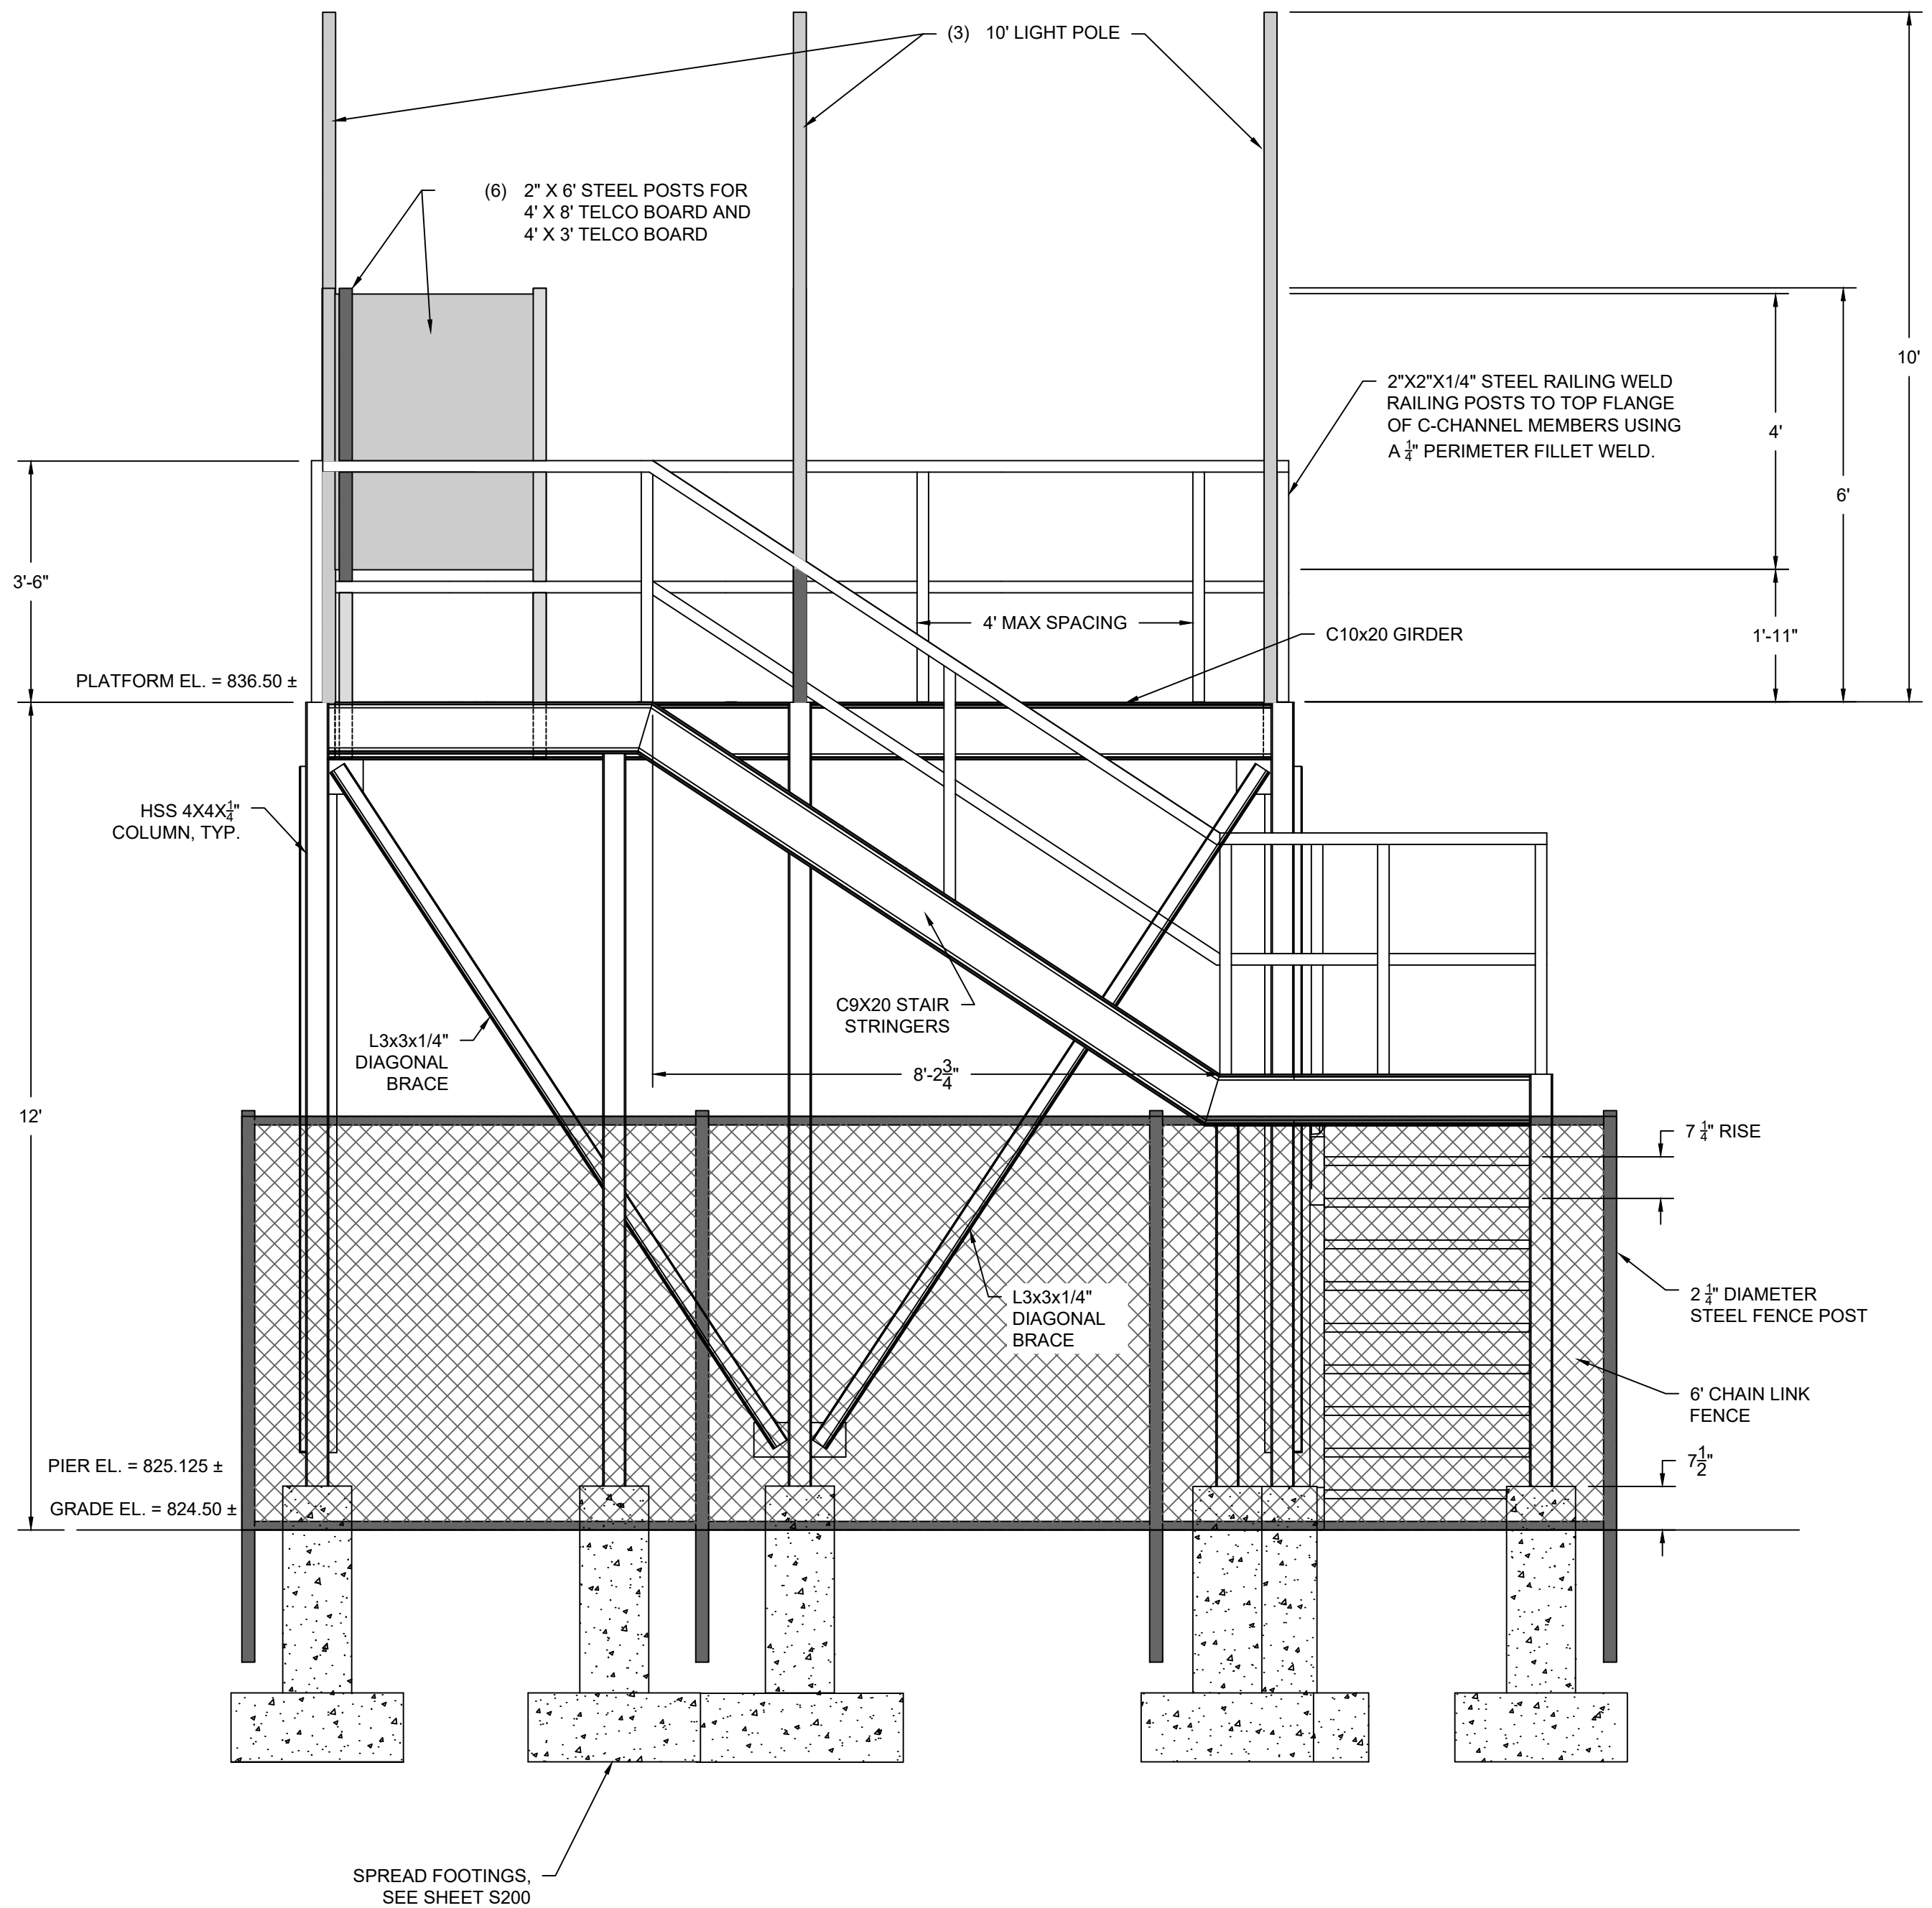 (3) 10' LIGHT POLE
(6) 2" X 6' STEEL POSTS FOR
4' X 8' TELCO BOARD AND
4' X 3' TELCO BOARD
10'
2"X2"X1/4" STEEL RAILING WELD
RAILING POSTS TO TOP FLANGE
OF C-CHANNEL MEMBERS USING
A 1/4" PERIMETER FILLET WELD.
4'
6'
3'-6"
4' MAX SPACING
C10x20 GIRDER
1'-11"
PLATFORM EL. = 836.50 ±
HSS 4X4X1/4"
COLUMN, TYP.
C9X20 STAIR
STRINGERS
L3x3x1/4"
DIAGONAL
BRACE
8'-2 3/4"
12'
7 1/4" RISE
L3x3x1/4"
DIAGONAL
BRACE
2 1/4" DIAMETER
STEEL FENCE POST
6' CHAIN LINK
FENCE
PIER EL. = 825.125 ±
7 1/2"
GRADE EL. = 824.50 ±
SPREAD FOOTINGS,
SEE SHEET S200